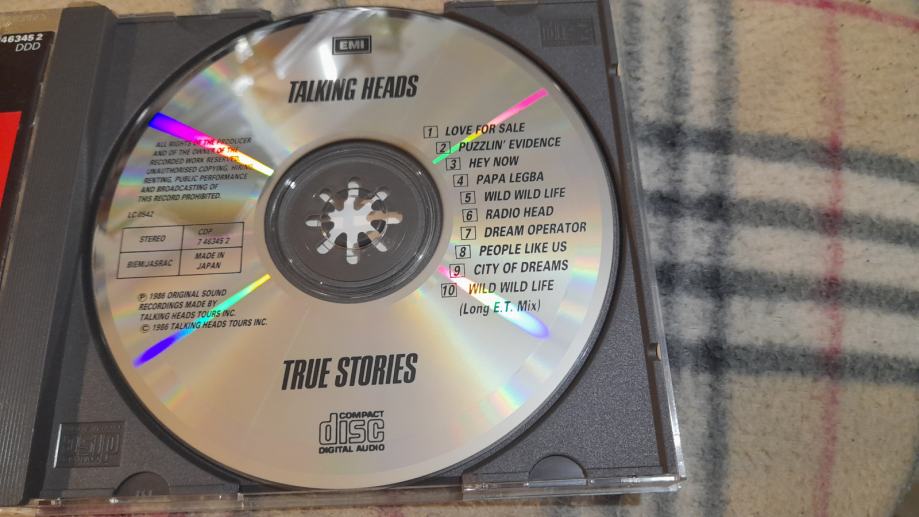 46345 2
DDD
EMI
TALKING HEADS
ALL RIGHTS OF THE PRODUCER
AND OF THE OWNER OF THE
RECORDED WORK RESERVED.
UNAUTHORISED COPYING, HIRING,
RENTING, PUBLIC PERFORMANCE
AND BROADCASTING OF
THIS RECORD PROHIBITED.
LC 0542
STEREO
CDP
7 46345 2
BIEM/JASRAC
MADE IN
JAPAN
Ⓟ 1986 ORIGINAL SOUND
RECORDINGS MADE BY
TALKING HEADS TOURS INC.
© 1986 TALKING HEADS TOURS INC.
1 LOVE FOR SALE
2 PUZZLIN' EVIDENCE
3 HEY NOW
4 PAPA LEGBA
5 WILD WILD LIFE
6 RADIO HEAD
7 DREAM OPERATOR
8 PEOPLE LIKE US
9 CITY OF DREAMS
10 WILD WILD LIFE
(Long E.T. Mix)
TRUE STORIES
COMPACT
disc
DIGITAL AUDIO